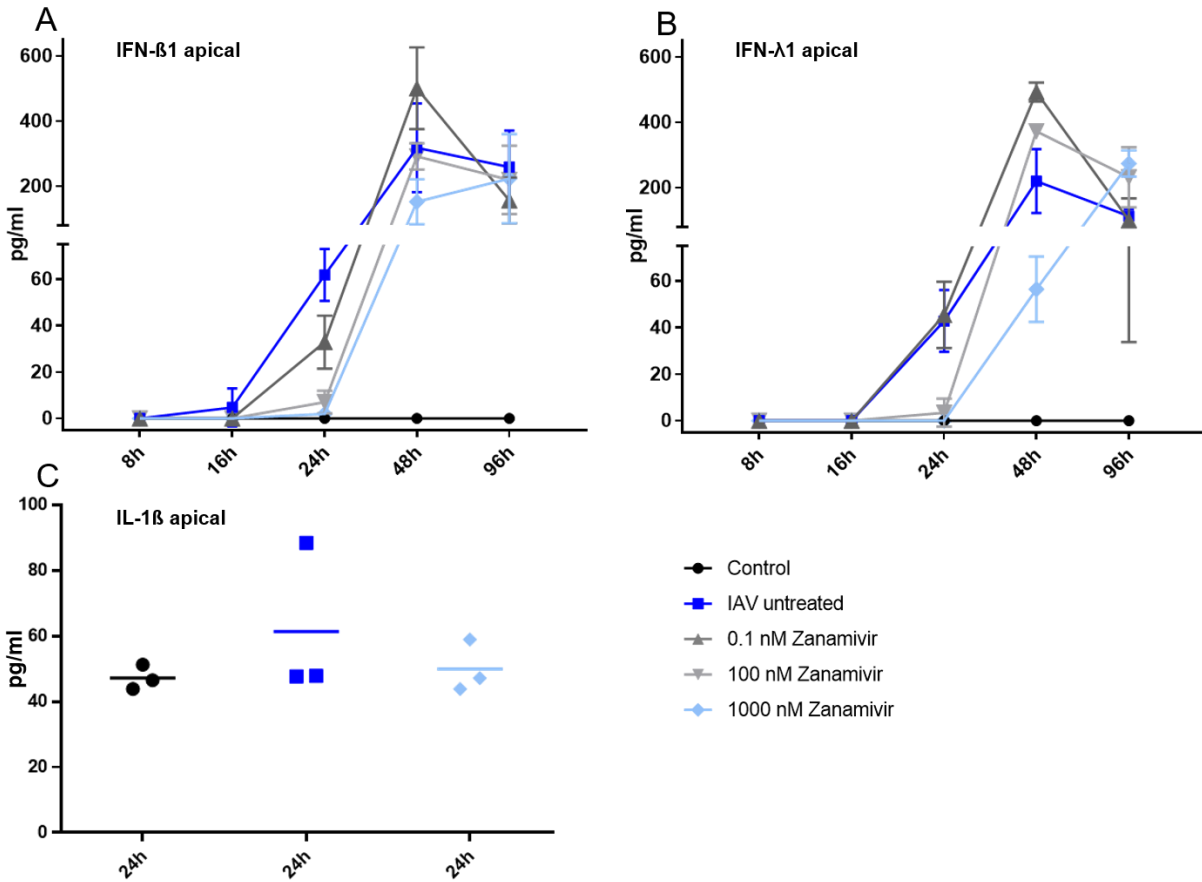 A
IFN-ß1 apical
pg/ml
600
400
200
60
40
20
0
8h
16h
24h
48h
96h
B
IFN-λ1 apical
pg/ml
600
400
200
60
40
20
0
8h
16h
24h
48h
96h
C
IL-1ß apical
pg/ml
100
80
60
40
20
0
24h
24h
24h
Control
IAV untreated
0.1 nM Zanamivir
100 nM Zanamivir
1000 nM Zanamivir